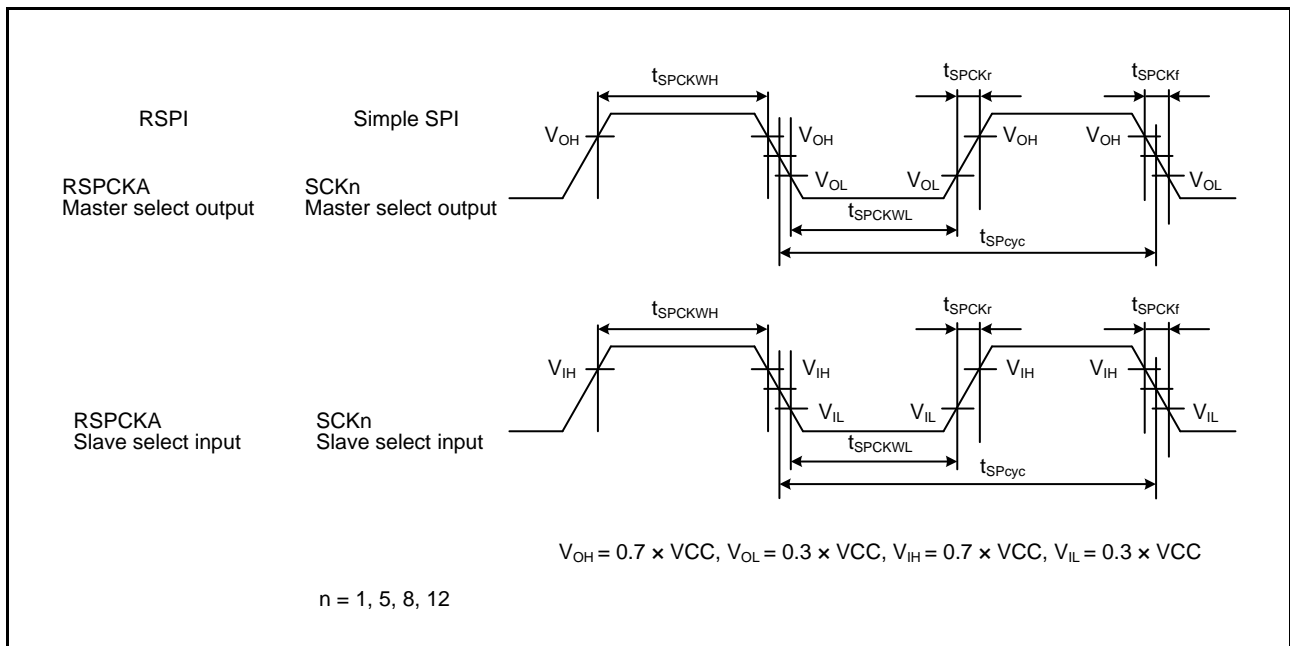 tSPCKWH tSPCKr tSPCKf
RSPI Simple SPI
VOH VOH VOH VOH
RSPCKA SCKn
Master select output Master select output
VOL VOL VOL
tSPCKWL
tSPcyc
tSPCKWH tSPCKr tSPCKf
VIH VIH VIH VIH
RSPCKA SCKn
Slave select input Slave select input
VIL VIL VIL
tSPCKWL
tSPcyc
VOH = 0.7 × VCC, VOL = 0.3 × VCC, VIH = 0.7 × VCC, VIL = 0.3 × VCC
n = 1, 5, 8, 12